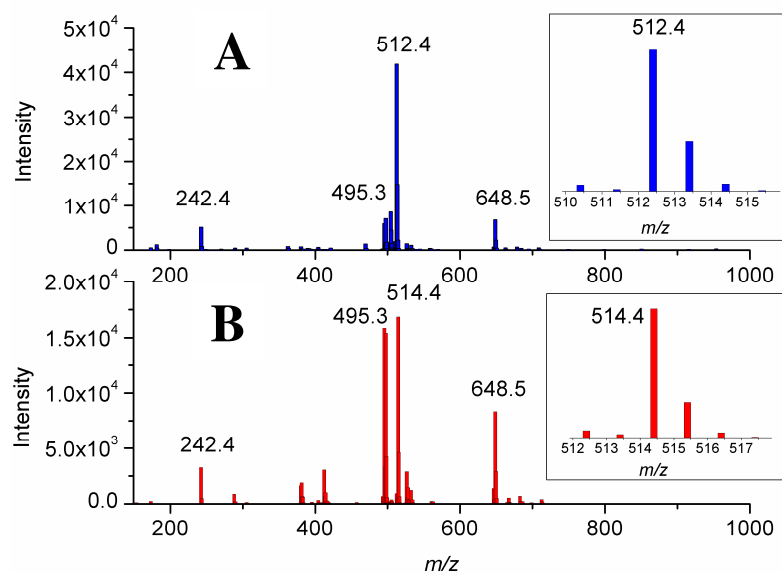 A
5x10⁴
4x10⁴
3x10⁴
2x10⁴
1x10⁴
0
Intensity
242.4
495.3
512.4
648.5
200 400 600 800 1000
512.4
510 511 512 513 514 515
m/z
B
2.0x10⁴
1.5x10⁴
1.0x10⁴
5.0x10³
0.0
Intensity
242.4
495.3
514.4
648.5
200 400 600 800 1000
m/z
514.4
512 513 514 515 516 517
m/z